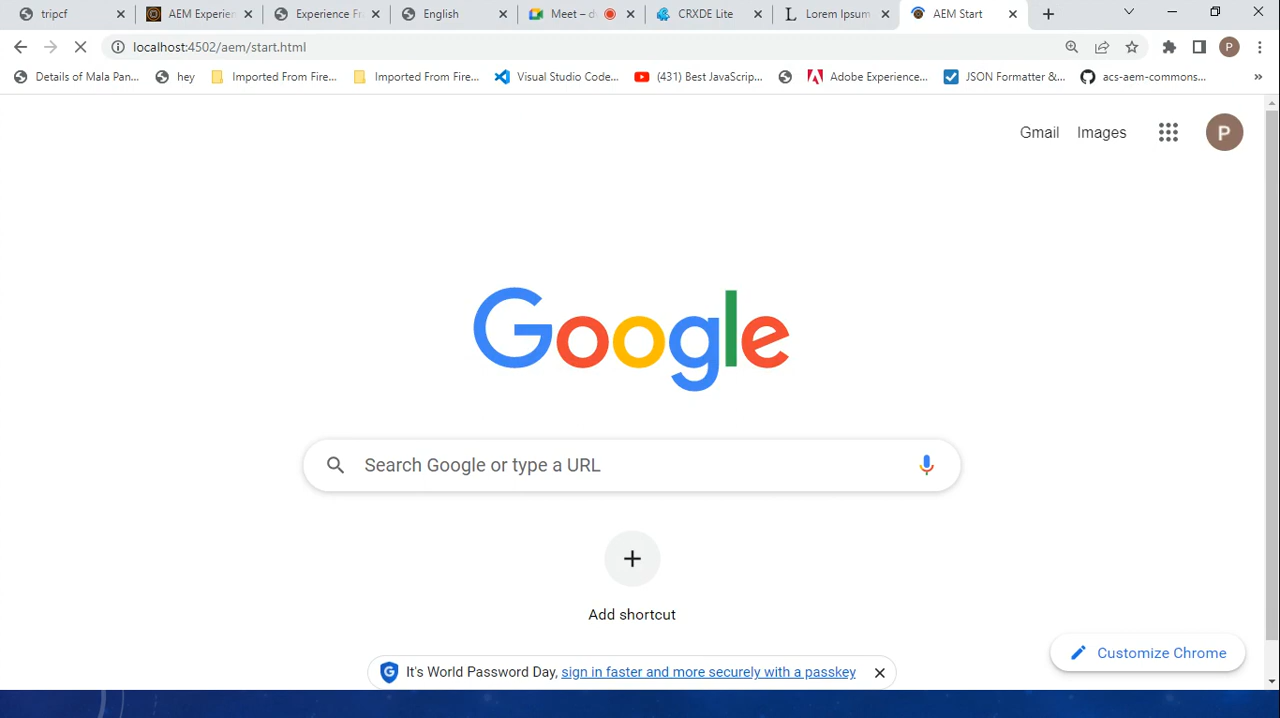 tripcf
AEM Experien
Experience Fr
English
Meet – d
CRXDE Lite
Lorem Ipsum
AEM Start
localhost:4502/aem/start.html
P
Details of Mala Pan...
hey
Imported From Fire...
Imported From Fire...
Visual Studio Code...
(431) Best JavaScrip...
Adobe Experience...
JSON Formatter &...
acs-aem-commons...
»
Gmail
Images
P
Google
Search Google or type a URL
Add shortcut
Customize Chrome
It's World Password Day, sign in faster and more securely with a passkey